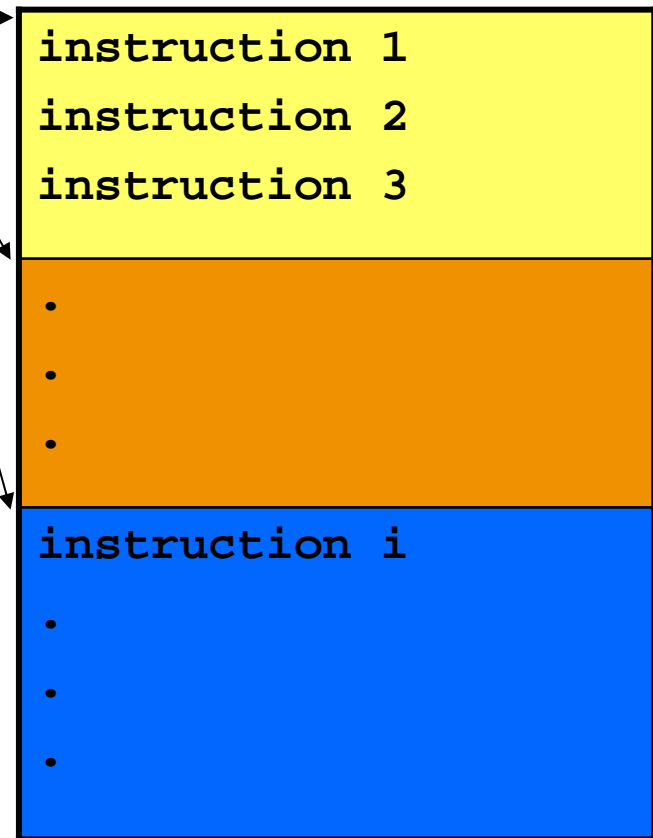 instruction 1
instruction 2
instruction 3
.
.
.
instruction i
.
.
.